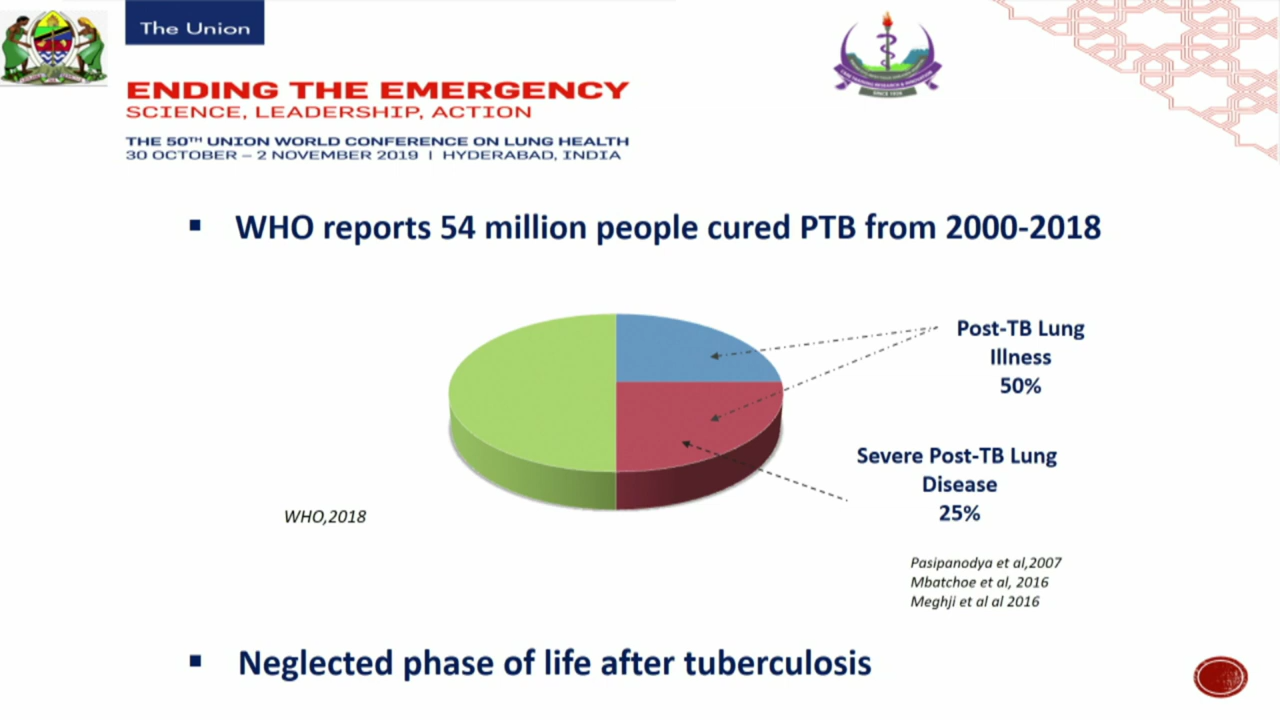 The Union
ENDING THE EMERGENCY
SCIENCE, LEADERSHIP, ACTION
THE 50TH UNION WORLD CONFERENCE ON LUNG HEALTH
30 OCTOBER – 2 NOVEMBER 2019 | HYDERABAD, INDIA
▪ WHO reports 54 million people cured PTB from 2000-2018
Post-TB Lung
Illness
50%
Severe Post-TB Lung
Disease
25%
WHO,2018
Pasipanodya et al,2007
Mbatchoe et al, 2016
Meghji et al al 2016
▪ Neglected phase of life after tuberculosis